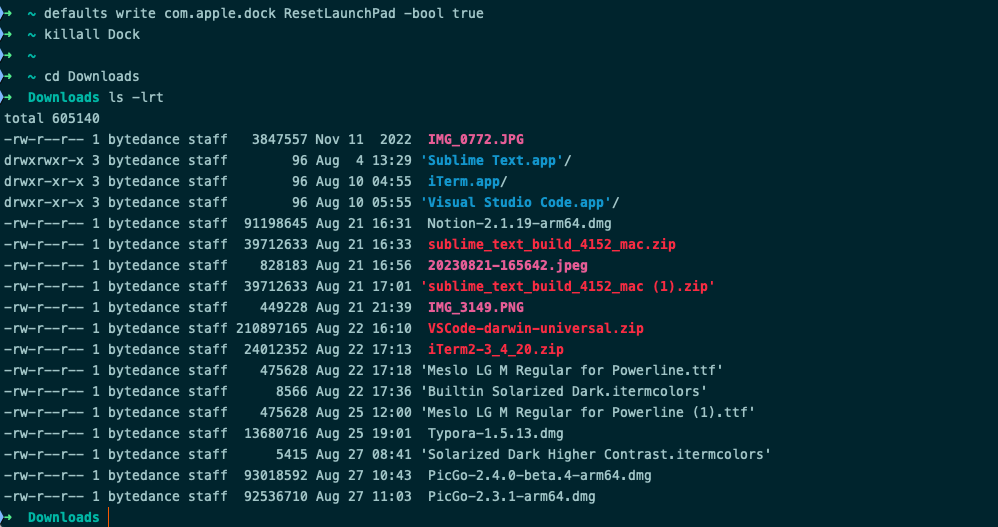 ➜  ~ defaults write com.apple.dock ResetLaunchPad -bool true
➜  ~ killall Dock
➜  ~
➜  ~ cd Downloads
➜  Downloads ls -lrt
total 605140
-rw-r--r-- 1 bytedance staff   3847557 Nov 11  2022  IMG_0772.JPG
drwxrwxr-x 3 bytedance staff        96 Aug  4 13:29 'Sublime Text.app'/
drwxr-xr-x 3 bytedance staff        96 Aug 10 04:55  iTerm.app/
drwxr-xr-x 3 bytedance staff        96 Aug 10 05:55 'Visual Studio Code.app'/
-rw-r--r-- 1 bytedance staff  91198645 Aug 21 16:31  Notion-2.1.19-arm64.dmg
-rw-r--r-- 1 bytedance staff  39712633 Aug 21 16:33  sublime_text_build_4152_mac.zip
-rw-r--r-- 1 bytedance staff    828183 Aug 21 16:56  20230821-165642.jpeg
-rw-r--r-- 1 bytedance staff  39712633 Aug 21 17:01 'sublime_text_build_4152_mac (1).zip'
-rw-r--r-- 1 bytedance staff    449228 Aug 21 21:39  IMG_3149.PNG
-rw-r--r-- 1 bytedance staff 210897165 Aug 22 16:10  VSCode-darwin-universal.zip
-rw-r--r-- 1 bytedance staff  24012352 Aug 22 17:13  iTerm2-3_4_20.zip
-rw-r--r-- 1 bytedance staff    475628 Aug 22 17:18 'Meslo LG M Regular for Powerline.ttf'
-rw-r--r-- 1 bytedance staff      8566 Aug 22 17:36 'Builtin Solarized Dark.itermcolors'
-rw-r--r-- 1 bytedance staff    475628 Aug 25 12:00 'Meslo LG M Regular for Powerline (1).ttf'
-rw-r--r-- 1 bytedance staff  13680716 Aug 25 19:01  Typora-1.5.13.dmg
-rw-r--r-- 1 bytedance staff      5415 Aug 27 08:41 'Solarized Dark Higher Contrast.itermcolors'
-rw-r--r-- 1 bytedance staff  93018592 Aug 27 10:43  PicGo-2.4.0-beta.4-arm64.dmg
-rw-r--r-- 1 bytedance staff  92536710 Aug 27 11:03  PicGo-2.3.1-arm64.dmg
➜  Downloads